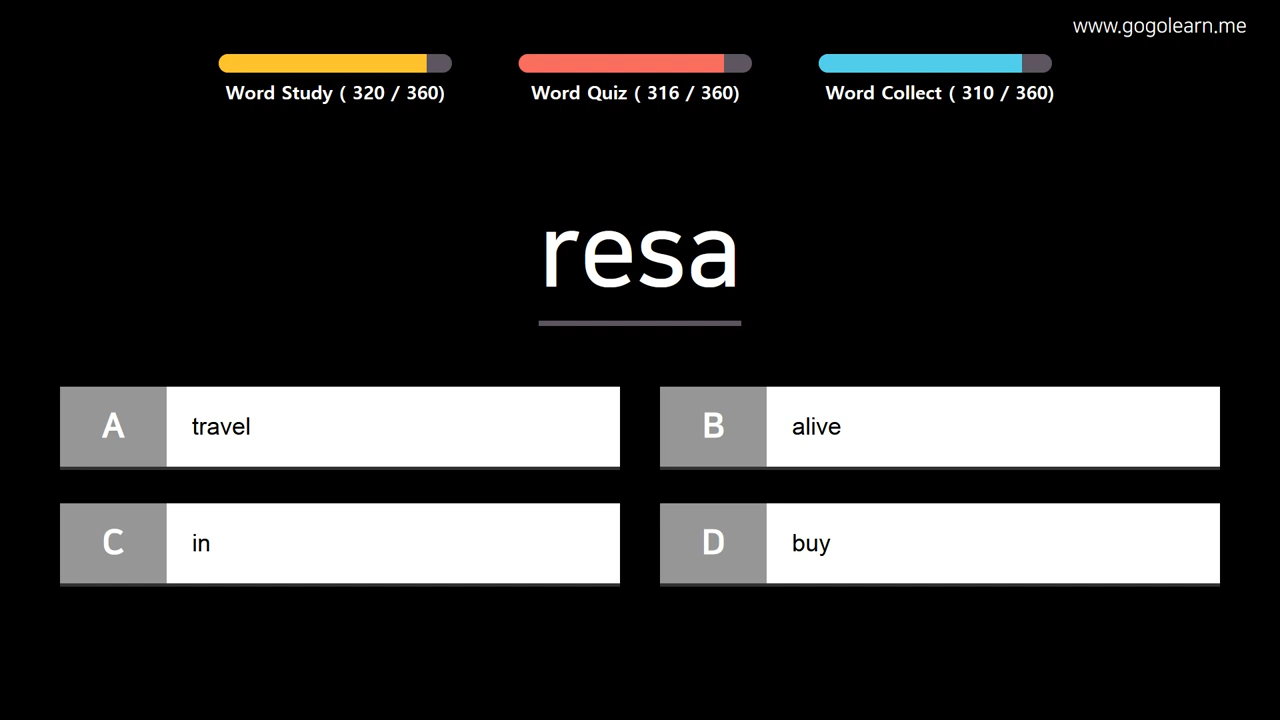 www.gogolearn.me
Word Study ( 320 / 360)
Word Quiz ( 316 / 360)
Word Collect ( 310 / 360)
resa
A travel
B alive
C in
D buy